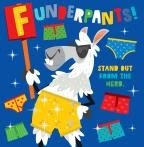 FUNDERPANTS!
STAND OUT
FROM THE
HERD.